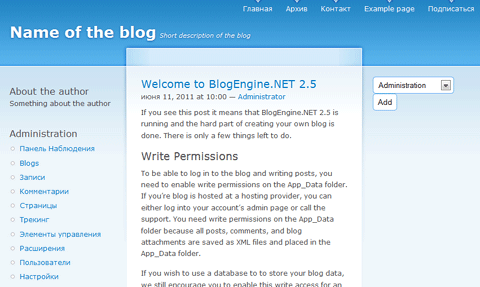 Главная Архив Контакт Example page Подписаться
Name of the blog Short description of the blog
About the author
Something about the author
Administration
Панель Наблюдения
Blogs
Записи
Комментарии
Страницы
Трекинг
Элементы управления
Расширения
Пользователи
Настройки
Welcome to BlogEngine.NET 2.5
июня 11, 2011 at 10:00 — Administrator
If you see this post it means that BlogEngine.NET 2.5 is
running and the hard part of creating your own blog is
done. There is only a few things left to do.
Write Permissions
To be able to log in to the blog and writing posts, you
need to enable write permissions on the App_Data folder.
If you're blog is hosted at a hosting provider, you can
either log into your account's admin page or call the
support. You need write permissions on the App_Data
folder because all posts, comments, and blog
attachments are saved as XML files and placed in the
App_Data folder.
If you wish to use a database to to store your blog data,
we still encourage you to enable this write access for an
Administration
Add